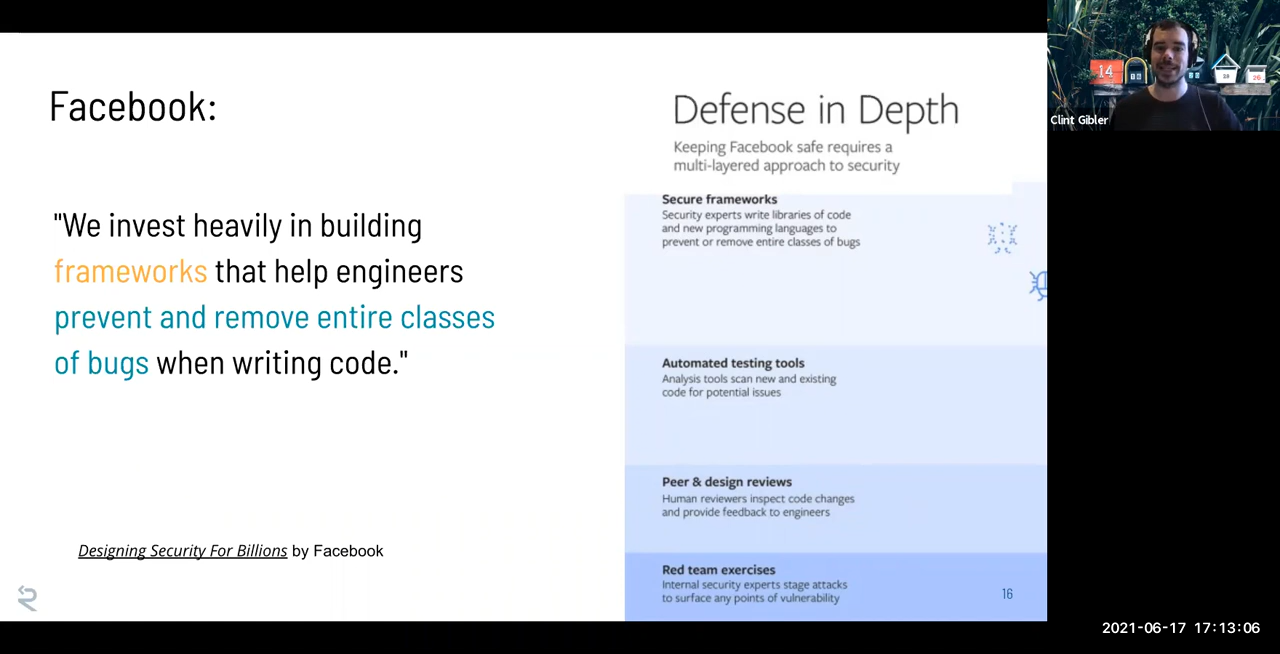 Facebook:
"We invest heavily in building
frameworks that help engineers
prevent and remove entire classes
of bugs when writing code."
Designing Security For Billions by Facebook
Defense in Depth
Keeping Facebook safe requires a
multi-layered approach to security
Secure frameworks
Security experts write libraries of code
and new programming languages to
prevent or remove entire classes of bugs
Automated testing tools
Analysis tools scan new and existing
code for potential issues
Peer & design reviews
Human reviewers inspect code changes
and provide feedback to engineers
Red team exercises
Internal security experts stage attacks
to surface any points of vulnerability
16
14
Clint Gibler
2021-06-17 17:13:06